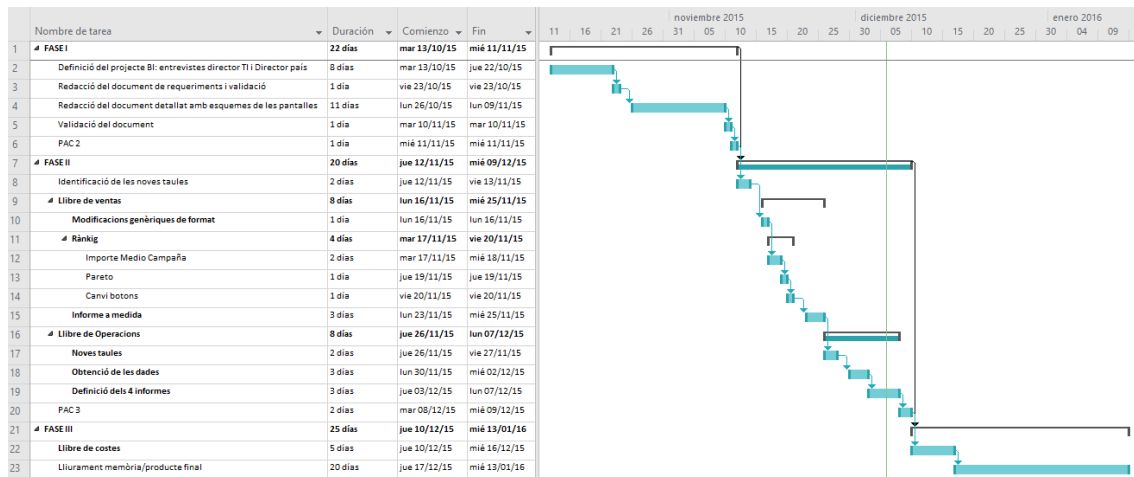 noviembre 2015 diciembre 2015 enero 2016
Nombre de tarea Duración Comienzo Fin 11 16 21 26 31 05 10 15 20 25 30 05 10 15 20 25 30 04 09
1 FASE I 22 días mar 13/10/15 mié 11/11/15
2 Definició del projecte BI: entrevistes director TI i Director país 8 días mar 13/10/15 jue 22/10/15
3 Redacció del document de requeriments i validació 1 día vie 23/10/15 vie 23/10/15
4 Redacció del document detallat amb esquemes de les pantalles 11 días lun 26/10/15 lun 09/11/15
5 Validació del document 1 día mar 10/11/15 mar 10/11/15
6 PAC 2 1 día mié 11/11/15 mié 11/11/15
7 FASE II 20 días jue 12/11/15 mié 09/12/15
8 Identificació de les noves taules 2 días jue 12/11/15 vie 13/11/15
9 Llibre de ventas 8 días lun 16/11/15 mié 25/11/15
10 Modificacions genèriques de format 1 día lun 16/11/15 lun 16/11/15
11 Rànkig 4 días mar 17/11/15 vie 20/11/15
12 Importe Medio Campaña 2 días mar 17/11/15 mié 18/11/15
13 Pareto 1 día jue 19/11/15 jue 19/11/15
14 Canvi botons 1 día vie 20/11/15 vie 20/11/15
15 Informe a medida 3 días lun 23/11/15 mié 25/11/15
16 Llibre de Operacions 8 días jue 26/11/15 lun 07/12/15
17 Noves taules 2 días jue 26/11/15 vie 27/11/15
18 Obtenció de les dades 3 días lun 30/11/15 mié 02/12/15
19 Definició dels 4 informes 3 días jue 03/12/15 lun 07/12/15
20 PAC 3 2 días mar 08/12/15 mié 09/12/15
21 FASE III 25 días jue 10/12/15 mié 13/01/16
22 Llibre de costes 5 días jue 10/12/15 mié 16/12/15
23 Lliurament memòria/producte final 20 días jue 17/12/15 mié 13/01/16